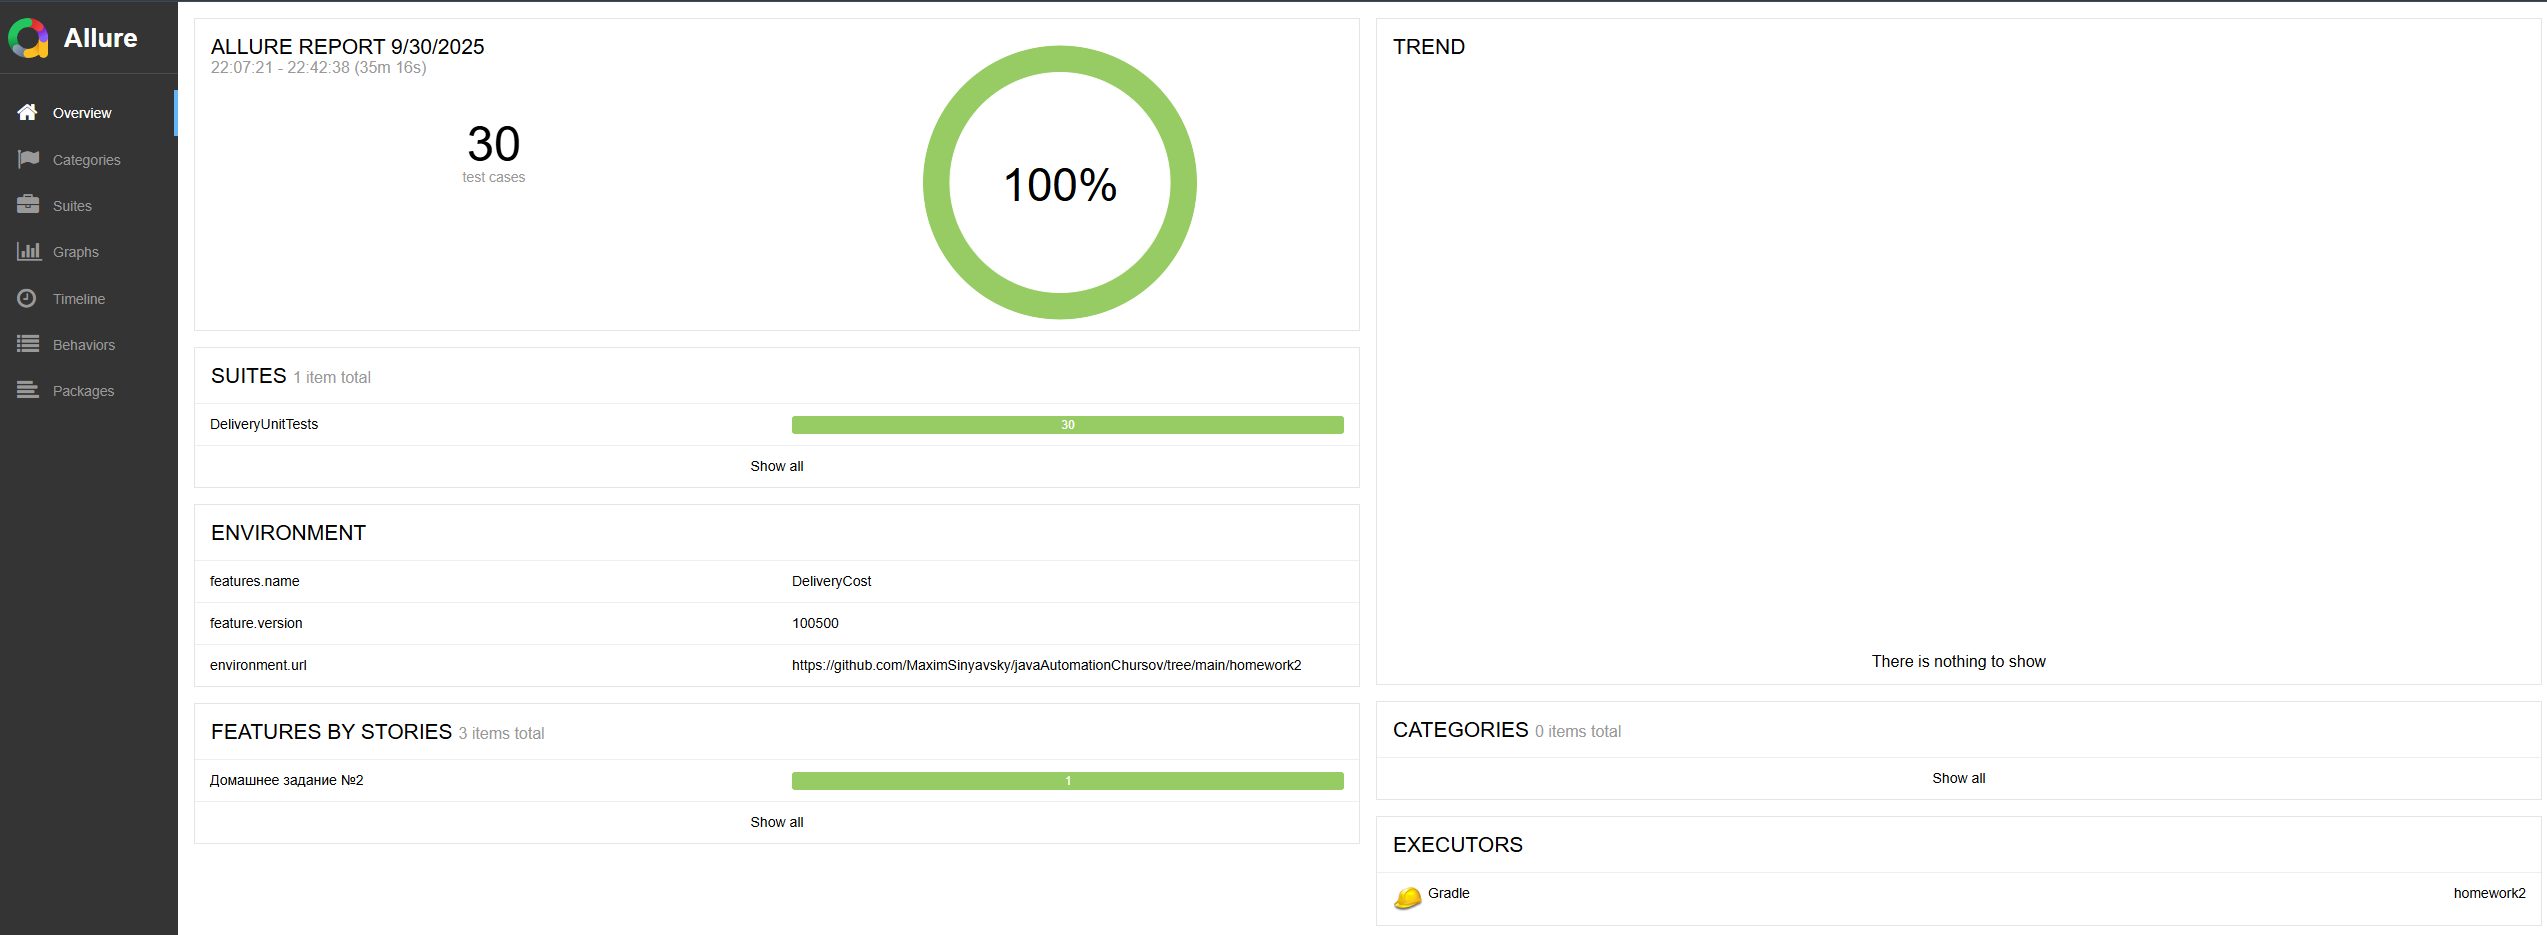 Allure
Overview
Categories
Suites
Graphs
Timeline
Behaviors
Packages
ALLURE REPORT 9/30/2025
22:07:21 - 22:42:38 (35m 16s)
30
test cases
100%
SUITES 1 item total
DeliveryUnitTests 30
Show all
ENVIRONMENT
features.name DeliveryCost
feature.version 100500
environment.url https://github.com/MaximSinyavsky/javaAutomationChursov/tree/main/homework2
FEATURES BY STORIES 3 items total
Домашнее задание №2 1
Show all
TREND
There is nothing to show
CATEGORIES 0 items total
Show all
EXECUTORS
Gradle homework2